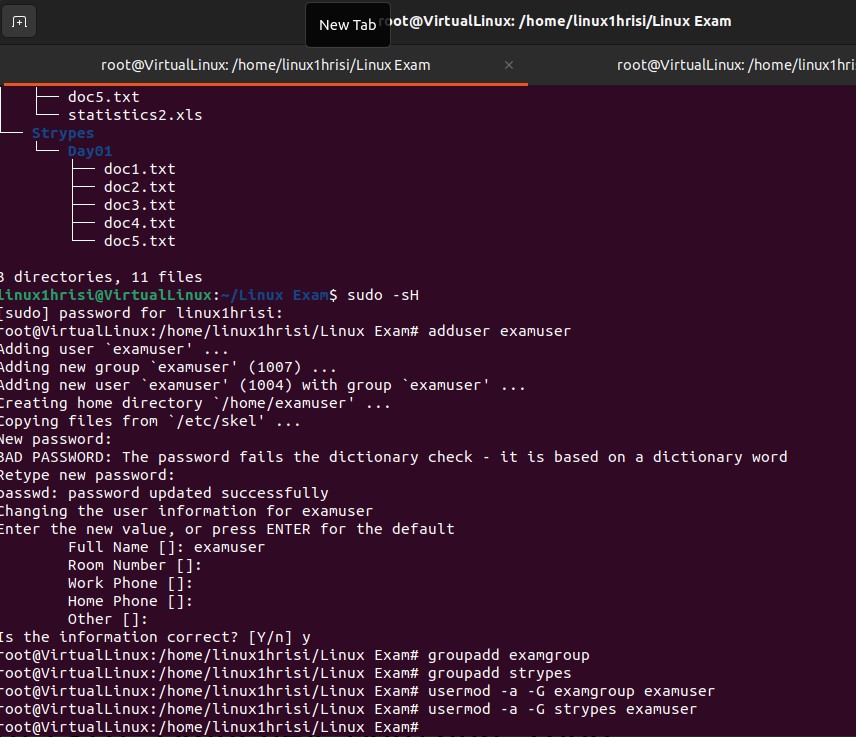 New Tab
root@VirtualLinux: /home/linux1hrisi/Linux Exam
root@VirtualLinux: /home/linux1hrisi/Linux Exam ×
root@VirtualLinux: /home/linux1hrisi
├── doc5.txt
└── statistics2.xls
└── Strypes
└── Day01
├── doc1.txt
├── doc2.txt
├── doc3.txt
├── doc4.txt
└── doc5.txt
3 directories, 11 files
linux1hrisi@VirtualLinux:~/Linux Exam$ sudo -sH
[sudo] password for linux1hrisi:
root@VirtualLinux:/home/linux1hrisi/Linux Exam# adduser examuser
Adding user `examuser' ...
Adding new group `examuser' (1007) ...
Adding new user `examuser' (1004) with group `examuser' ...
Creating home directory `/home/examuser' ...
Copying files from `/etc/skel' ...
New password:
BAD PASSWORD: The password fails the dictionary check - it is based on a dictionary word
Retype new password:
passwd: password updated successfully
Changing the user information for examuser
Enter the new value, or press ENTER for the default
Full Name []: examuser
Room Number []:
Work Phone []:
Home Phone []:
Other []:
Is the information correct? [Y/n] y
root@VirtualLinux:/home/linux1hrisi/Linux Exam# groupadd examgroup
root@VirtualLinux:/home/linux1hrisi/Linux Exam# groupadd strypes
root@VirtualLinux:/home/linux1hrisi/Linux Exam# usermod -a -G examgroup examuser
root@VirtualLinux:/home/linux1hrisi/Linux Exam# usermod -a -G strypes examuser
root@VirtualLinux:/home/linux1hrisi/Linux Exam#